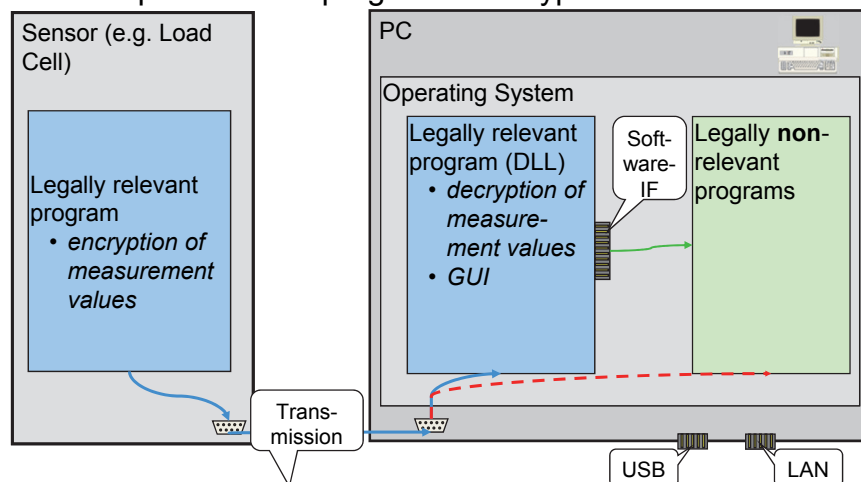 Sensor (e.g. Load
Cell)
Legally relevant
program
• encryption of
measurement
values
Trans-
mission
PC
Operating System
Legally relevant
program (DLL)
• decryption of
measure-
ment values
• GUI
Soft-
ware-
IF
Legally non-
relevant
programs
USB
LAN